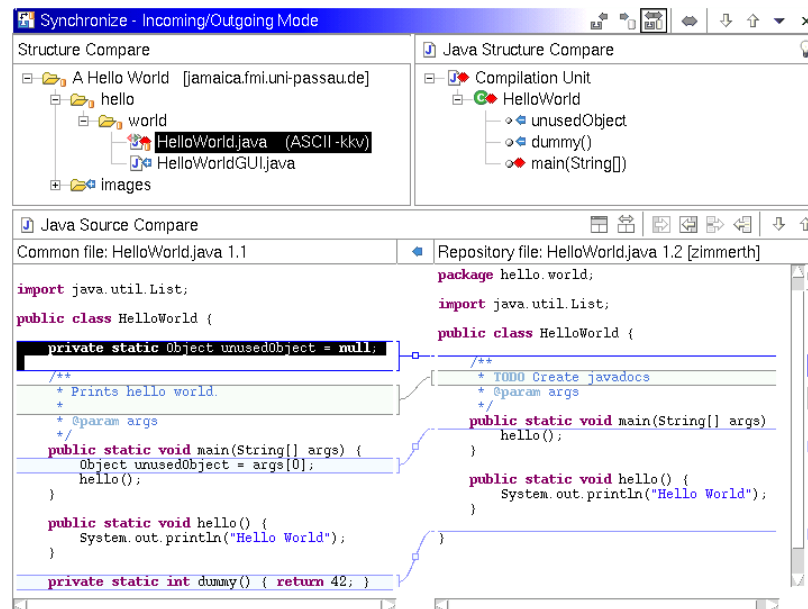 Synchronize - Incoming/Outgoing Mode
Structure Compare
A Hello World [jamaica.fmi.uni-passau.de]
hello
world
HelloWorld.java (ASCII -kkv)
HelloWorldGUI.java
images
Java Structure Compare
Compilation Unit
HelloWorld
unusedObject
dummy()
main(String[])
Java Source Compare
Common file: HelloWorld.java 1.1
import java.util.List;
public class HelloWorld {
private static Object unusedObject = null;
/**
* Prints hello world.
*
* @param args
*/
public static void main(String[] args) {
Object unusedObject = args[0];
hello();
}
public static void hello() {
System.out.println("Hello World");
}
private static int dummy() { return 42; }
Repository file: HelloWorld.java 1.2 [zimmerth]
package hello.world;
import java.util.List;
public class HelloWorld {
/**
* TODO Create javadocs
* @param args
*/
public static void main(String[] args)
hello();
}
public static void hello() {
System.out.println("Hello World");
}
}